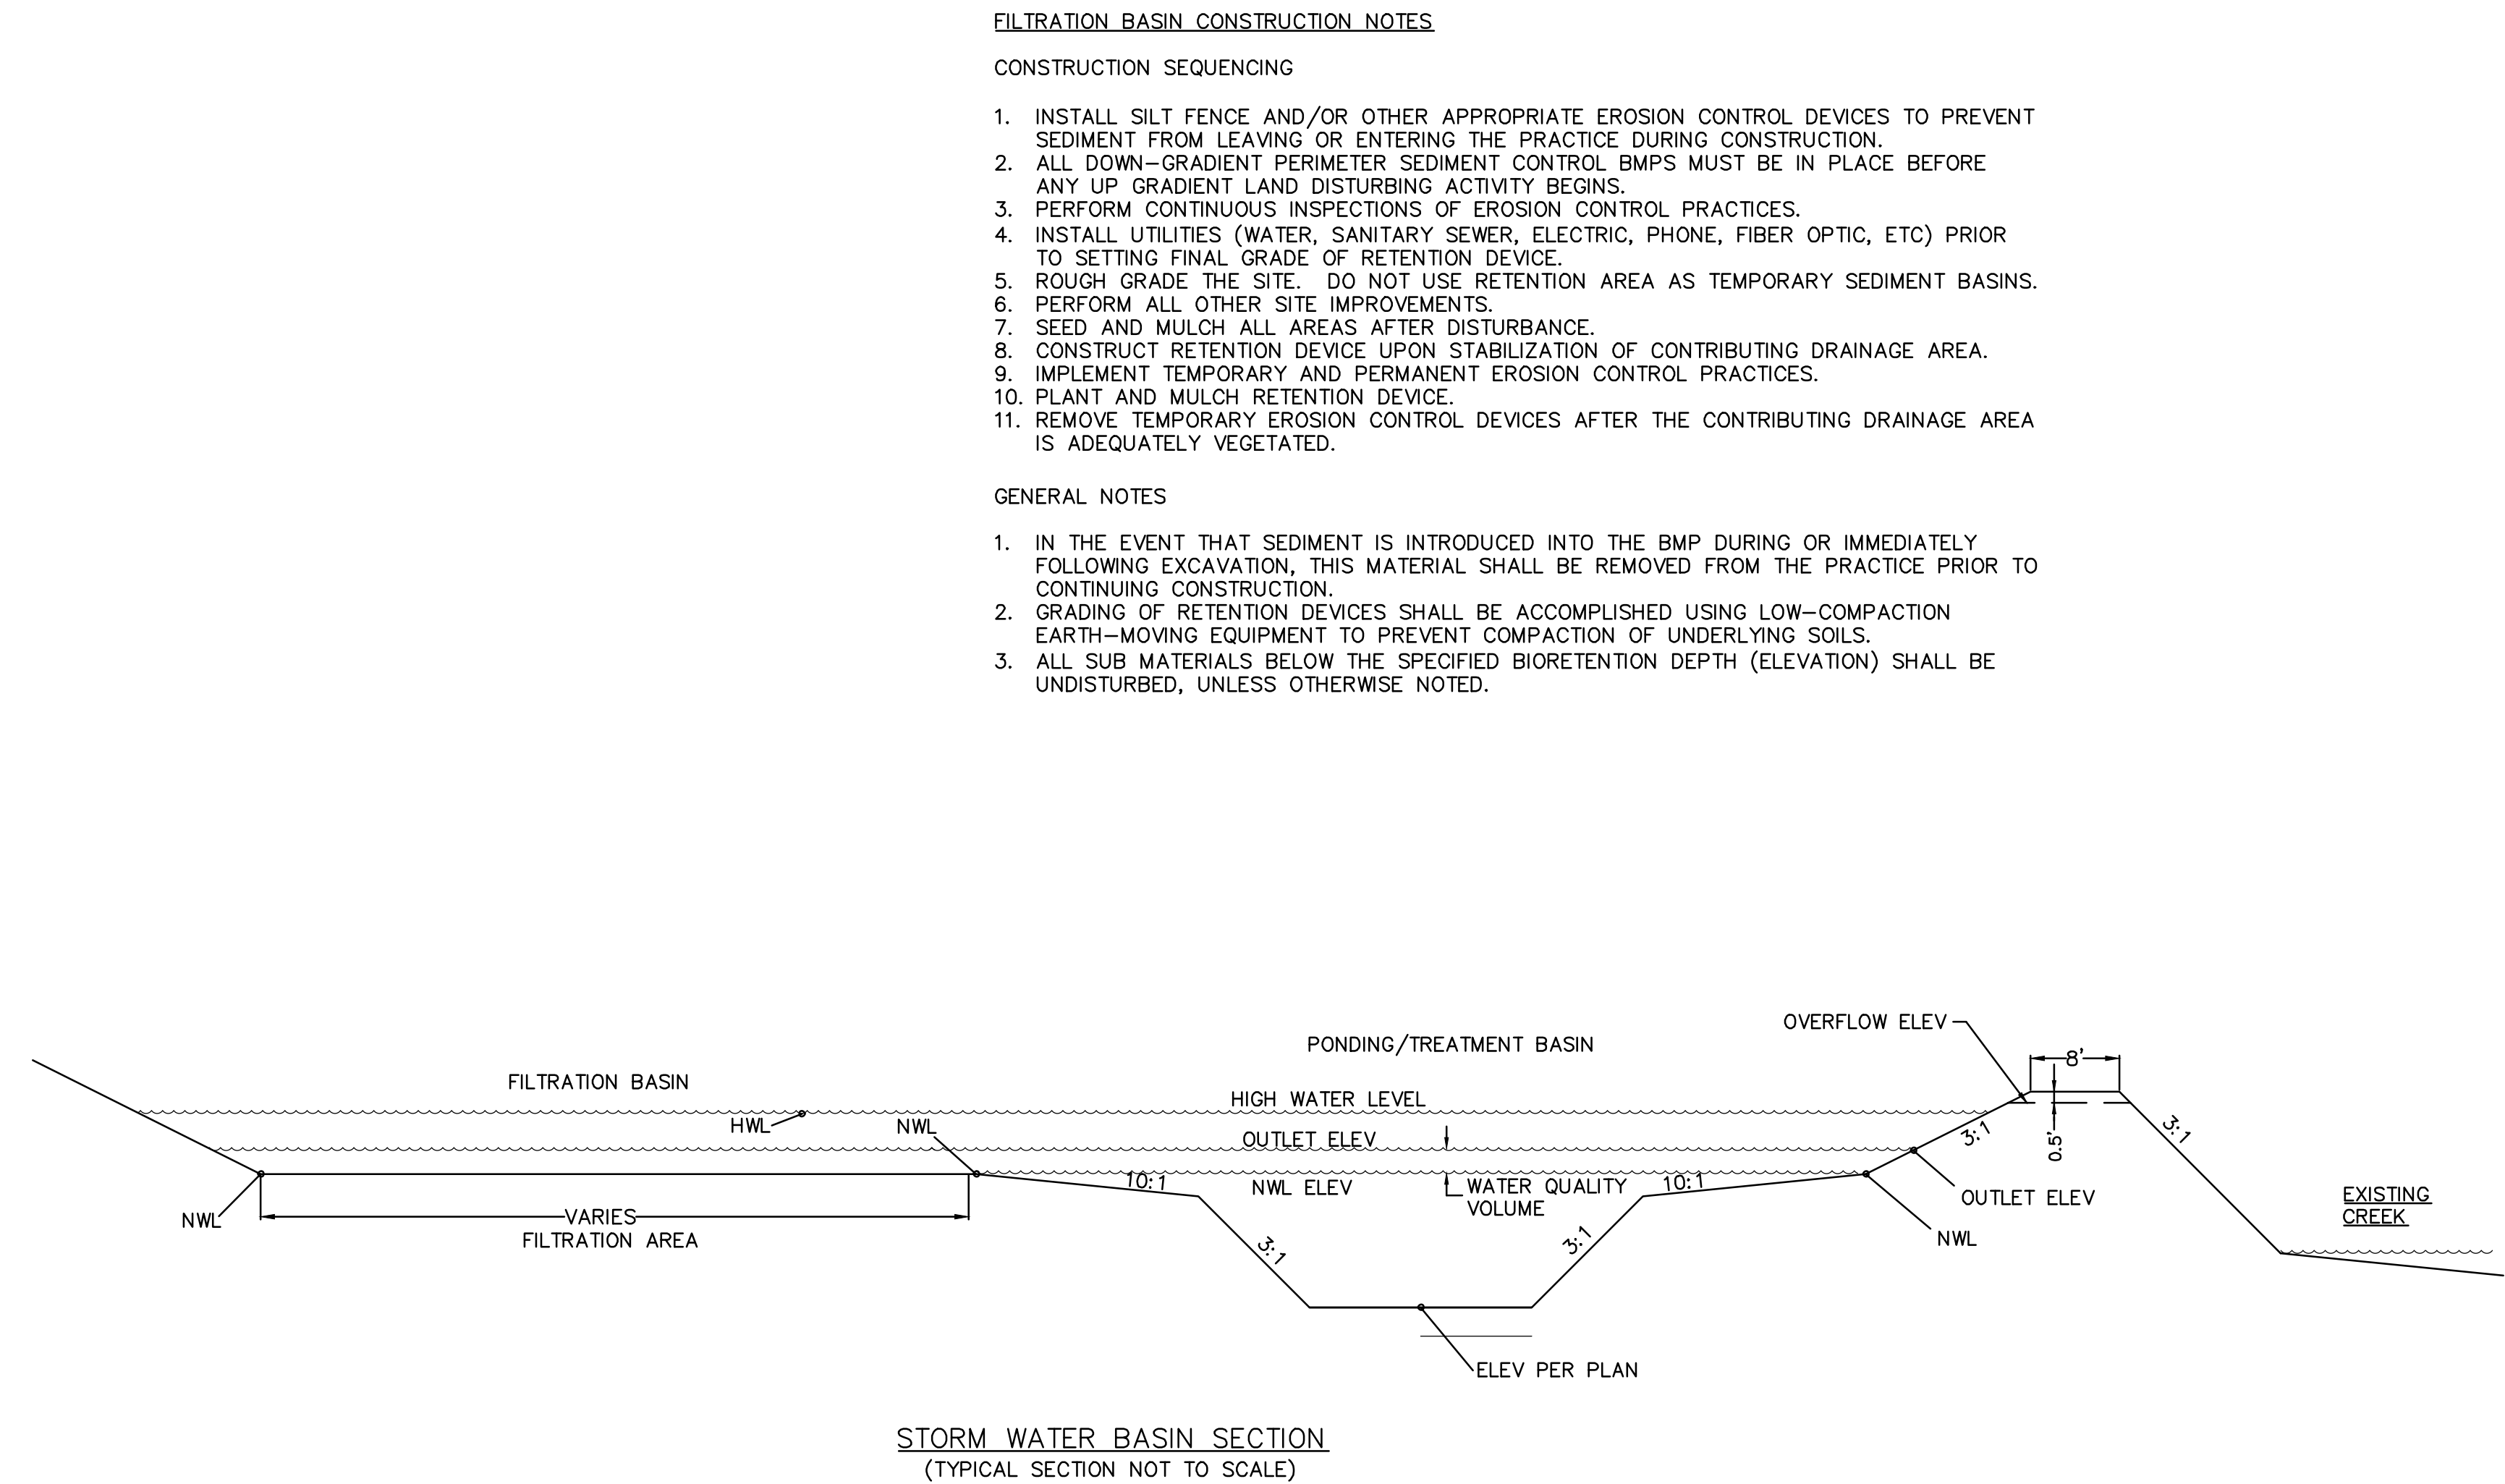 FILTRATION BASIN CONSTRUCTION NOTES
CONSTRUCTION SEQUENCING
1. INSTALL SILT FENCE AND/OR OTHER APPROPRIATE EROSION CONTROL DEVICES TO PREVENT
SEDIMENT FROM LEAVING OR ENTERING THE PRACTICE DURING CONSTRUCTION.
2. ALL DOWN-GRADIENT PERIMETER SEDIMENT CONTROL BMPS MUST BE IN PLACE BEFORE
ANY UP GRADIENT LAND DISTURBING ACTIVITY BEGINS.
3. PERFORM CONTINUOUS INSPECTIONS OF EROSION CONTROL PRACTICES.
4. INSTALL UTILITIES (WATER, SANITARY SEWER, ELECTRIC, PHONE, FIBER OPTIC, ETC) PRIOR
TO SETTING FINAL GRADE OF RETENTION DEVICE.
5. ROUGH GRADE THE SITE. DO NOT USE RETENTION AREA AS TEMPORARY SEDIMENT BASINS.
6. PERFORM ALL OTHER SITE IMPROVEMENTS.
7. SEED AND MULCH ALL AREAS AFTER DISTURBANCE.
8. CONSTRUCT RETENTION DEVICE UPON STABILIZATION OF CONTRIBUTING DRAINAGE AREA.
9. IMPLEMENT TEMPORARY AND PERMANENT EROSION CONTROL PRACTICES.
10. PLANT AND MULCH RETENTION DEVICE.
11. REMOVE TEMPORARY EROSION CONTROL DEVICES AFTER THE CONTRIBUTING DRAINAGE AREA
IS ADEQUATELY VEGETATED.
GENERAL NOTES
1. IN THE EVENT THAT SEDIMENT IS INTRODUCED INTO THE BMP DURING OR IMMEDIATELY
FOLLOWING EXCAVATION, THIS MATERIAL SHALL BE REMOVED FROM THE PRACTICE PRIOR TO
CONTINUING CONSTRUCTION.
2. GRADING OF RETENTION DEVICES SHALL BE ACCOMPLISHED USING LOW-COMPACTION
EARTH-MOVING EQUIPMENT TO PREVENT COMPACTION OF UNDERLYING SOILS.
3. ALL SUB MATERIALS BELOW THE SPECIFIED BIORETENTION DEPTH (ELEVATION) SHALL BE
UNDISTURBED, UNLESS OTHERWISE NOTED.
OVERFLOW ELEV
PONDING/TREATMENT BASIN
8'
FILTRATION BASIN
HIGH WATER LEVEL
HWL
NWL
OUTLET ELEV
3:1
0.5'
3:1
10:1
NWL ELEV
WATER QUALITY
VOLUME
10:1
OUTLET ELEV
EXISTING
CREEK
NWL
VARIES
FILTRATION AREA
3:1
3:1
NWL
ELEV PER PLAN
STORM WATER BASIN SECTION
(TYPICAL SECTION NOT TO SCALE)